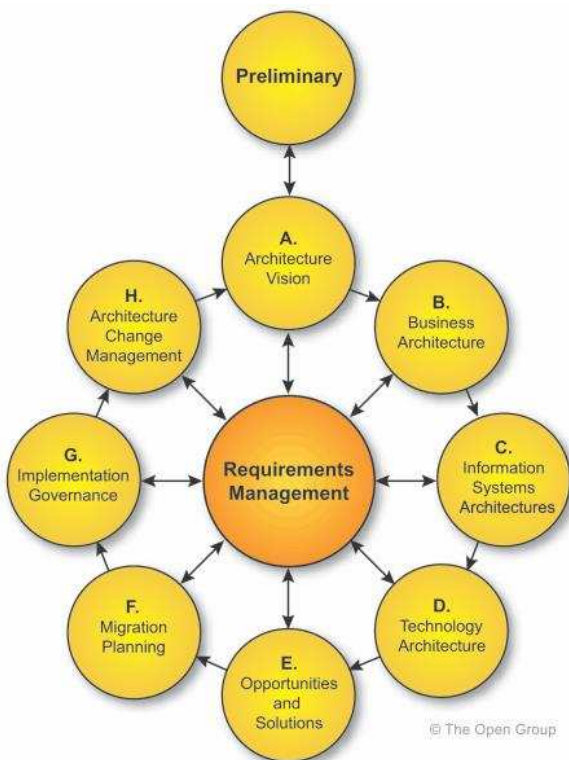 Preliminary
A.
Architecture
Vision
B.
Business
Architecture
C.
Information
Systems
Architectures
D.
Technology
Architecture
E.
Opportunities
and
Solutions
F.
Migration
Planning
G.
Implementation
Governance
H.
Architecture
Change
Management
Requirements
Management
© The Open Group